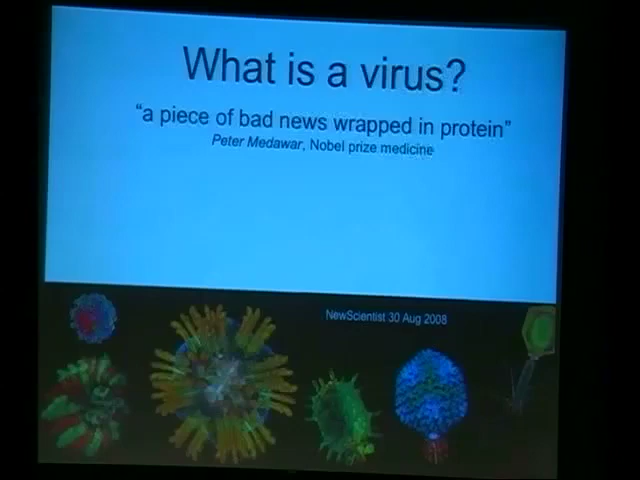 What is a virus?
“a piece of bad news wrapped in protein”
Peter Medawar, Nobel prize medicine
NewScientist 30 Aug 2008